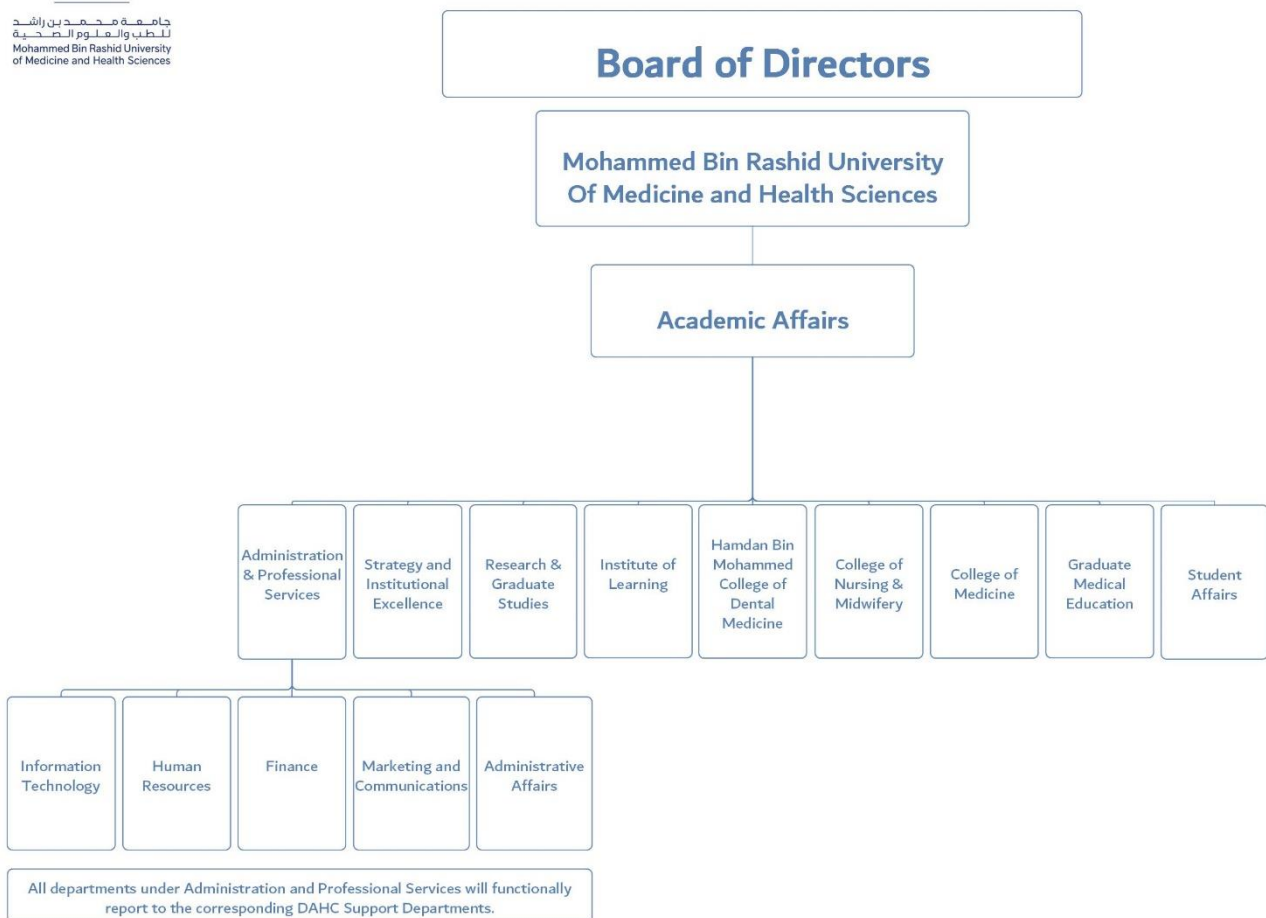 جامعة محمد بن راشد
للطب والعلوم الصحية
Mohammed Bin Rashid University
of Medicine and Health Sciences
Board of Directors
Mohammed Bin Rashid University
Of Medicine and Health Sciences
Academic Affairs
Administration
& Professional
Services
Strategy and
Institutional
Excellence
Research &
Graduate
Studies
Institute of
Learning
Hamdan Bin
Mohammed
College of
Dental
Medicine
College of
Nursing &
Midwifery
College of
Medicine
Graduate
Medical
Education
Student
Affairs
Information
Technology
Human
Resources
Finance
Marketing and
Communications
Administrative
Affairs
All departments under Administration and Professional Services will functionally
report to the corresponding DAHC Support Departments.